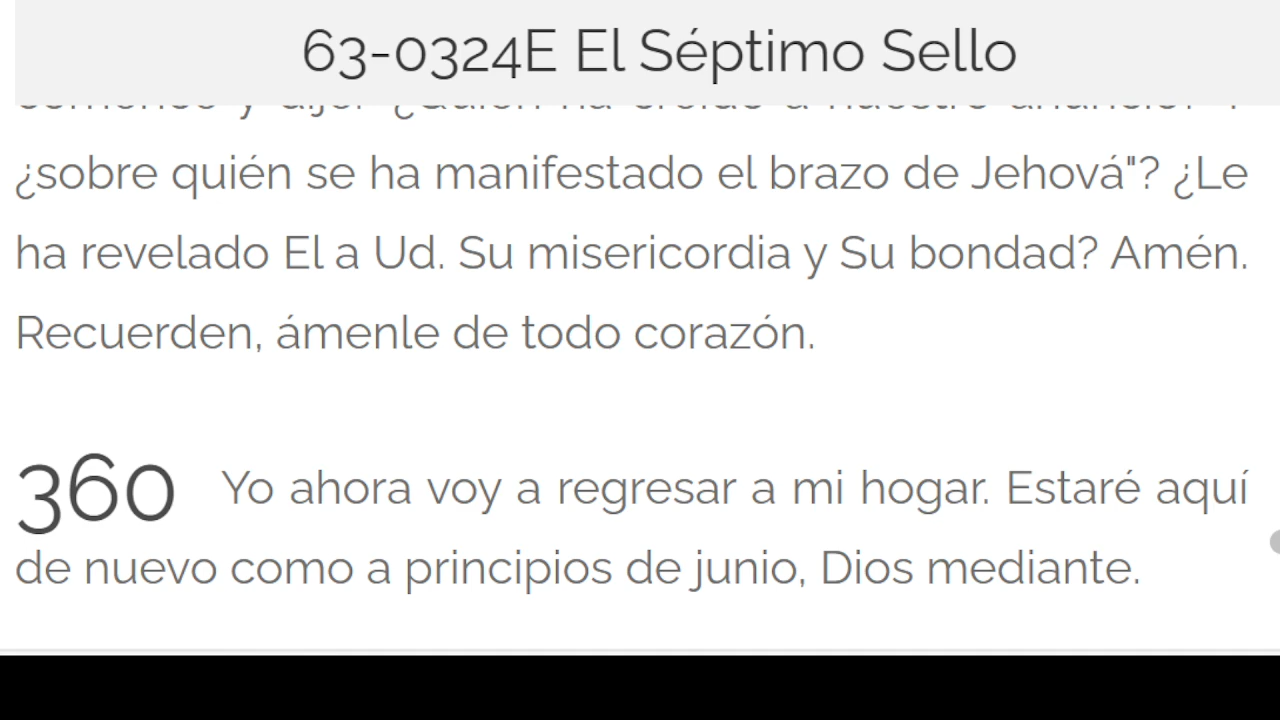 63-0324E El Séptimo Sello
¿sobre quién se ha manifestado el brazo de Jehová"? ¿Le
ha revelado El a Ud. Su misericordia y Su bondad? Amén.
Recuerden, ámenle de todo corazón.
360 Yo ahora voy a regresar a mi hogar. Estaré aquí
de nuevo como a principios de junio, Dios mediante.